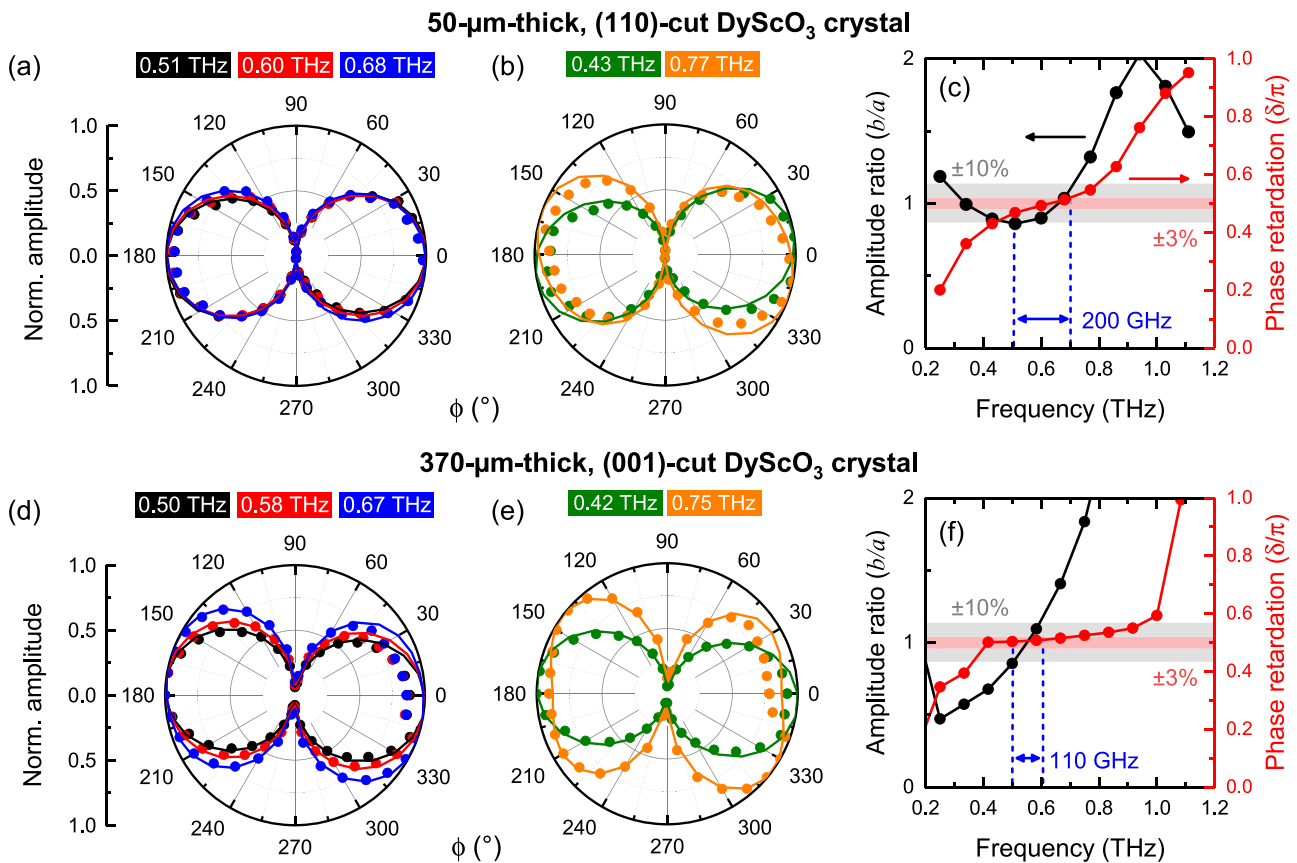 50-µm-thick, (110)-cut DyScO₃ crystal
(a)
0.51 THz 0.60 THz 0.68 THz
Norm. amplitude
1.0
0.5
0.0
0.5
1.0
90
120 60
150 30
180 0
210 330
240 300
270
ϕ (°)
(b)
0.43 THz 0.77 THz
90
120 60
150 30
180 0
210 330
240 300
270
(c)
Amplitude ratio (b/a)
2
1
0
±10%
±3%
200 GHz
1.0
0.8
0.6
0.4
0.2
0.0
Phase retardation (δ/π)
0.2 0.4 0.6 0.8 1.0 1.2
Frequency (THz)
370-µm-thick, (001)-cut DyScO₃ crystal
(d)
0.50 THz 0.58 THz 0.67 THz
Norm. amplitude
1.0
0.5
0.0
0.5
1.0
90
120 60
150 30
180 0
210 330
240 300
270
ϕ (°)
(e)
0.42 THz 0.75 THz
90
120 60
150 30
180 0
210 330
240 300
270
(f)
Amplitude ratio (b/a)
2
1
0
±10%
±3%
110 GHz
1.0
0.8
0.6
0.4
0.2
0.0
Phase retardation (δ/π)
0.2 0.4 0.6 0.8 1.0 1.2
Frequency (THz)